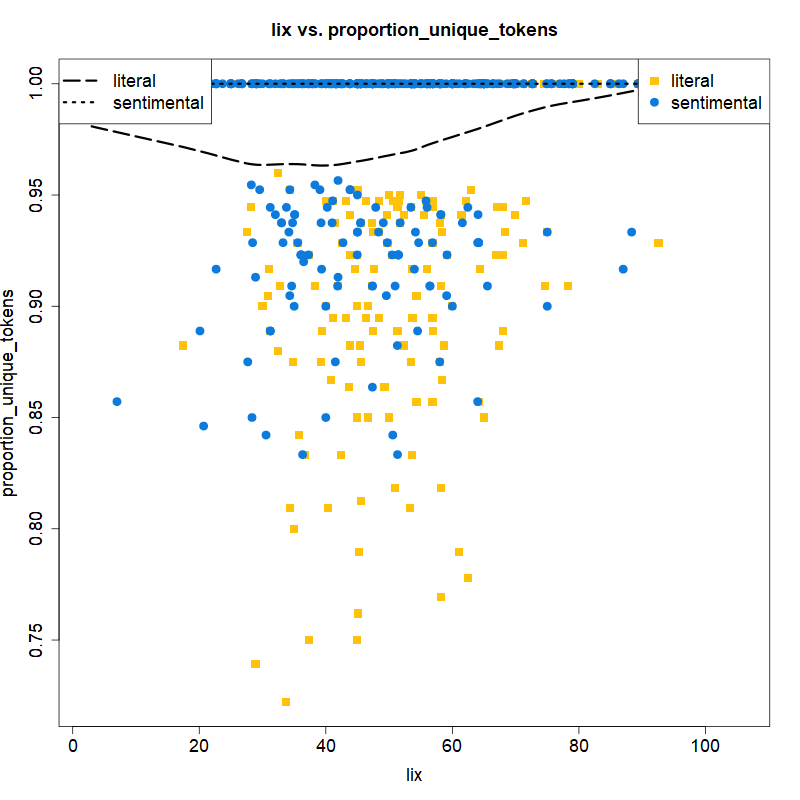 lix vs. proportion_unique_tokens
literal
sentimental
literal
sentimental
1.00
0.95
0.90
0.85
0.80
0.75
proportion_unique_tokens
0 20 40 60 80 100
lix